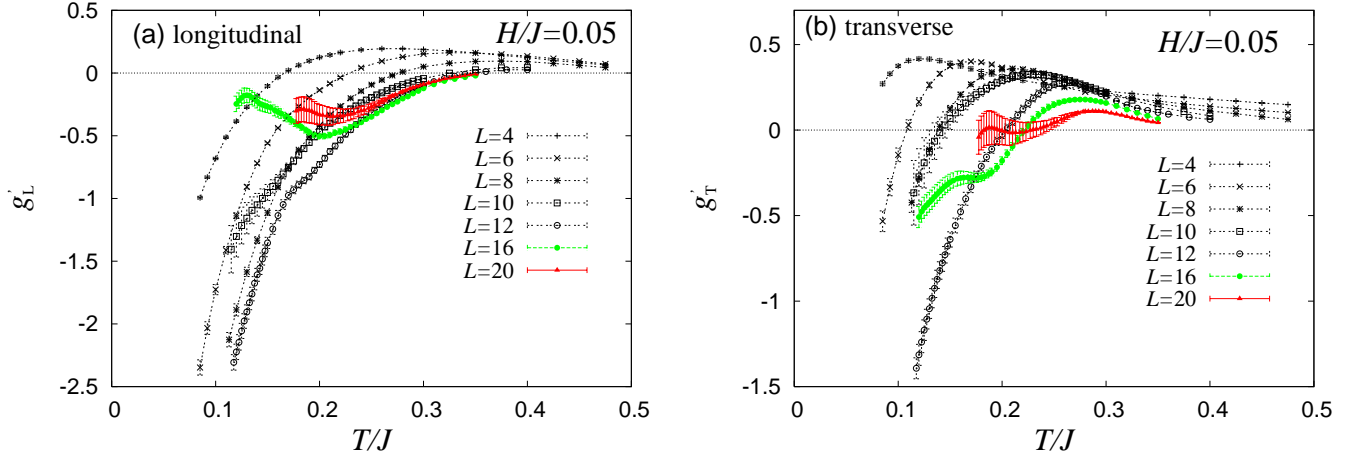 (a) longitudinal
H/J=0.05
0.5
0
-0.5
-1
-1.5
-2
-2.5
g'L
L=4
L=6
L=8
L=10
L=12
L=16
L=20
0 0.1 0.2 0.3 0.4 0.5
T/J
(b) transverse
H/J=0.05
0.5
0
-0.5
-1
-1.5
g'T
L=4
L=6
L=8
L=10
L=12
L=16
L=20
0 0.1 0.2 0.3 0.4 0.5
T/J